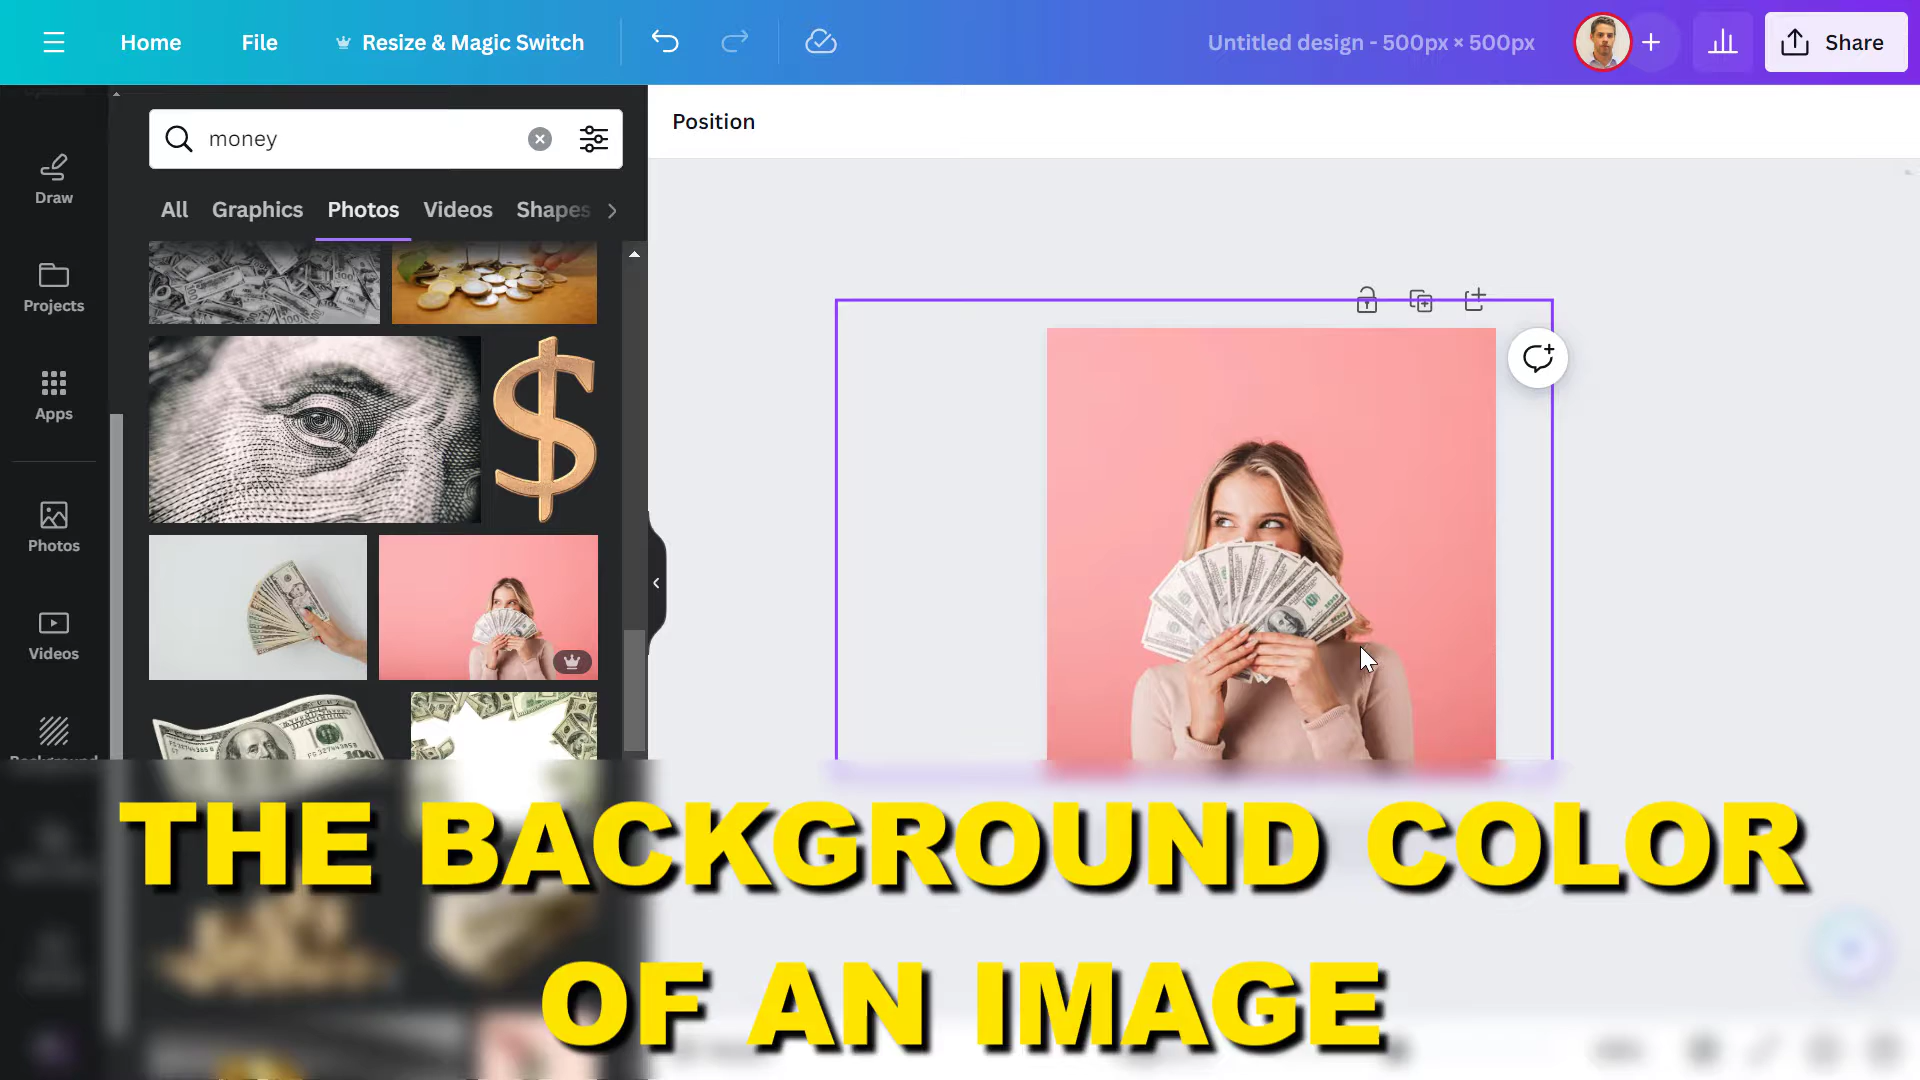 Home
File
Resize & Magic Switch
Untitled design - 500px × 500px
Share
money
Position
All
Graphics
Photos
Videos
Shapes
Draw
Projects
Apps
Photos
Videos
THE BACKGROUND COLOR
OF AN IMAGE